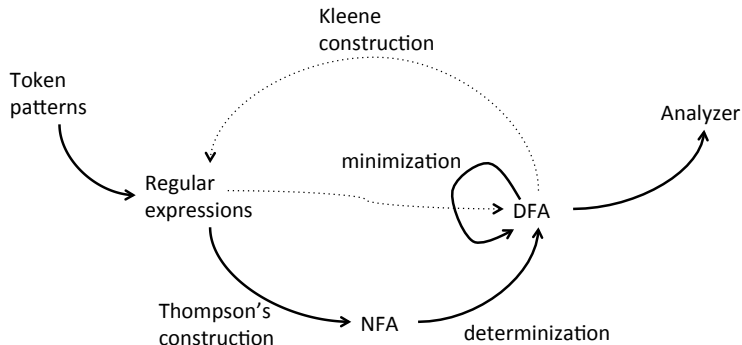 Kleene
construction
Token
patterns
Analyzer
minimization
Regular
expressions
DFA
Thompson's
construction
NFA
determinization